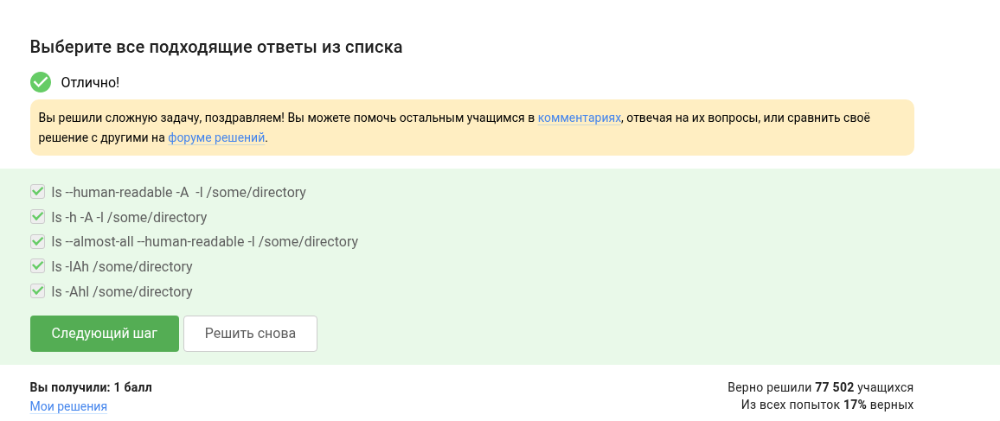 Выберите все подходящие ответы из списка
Отлично!
Вы решили сложную задачу, поздравляем! Вы можете помочь остальным учащимся в комментариях, отвечая на их вопросы, или сравнить своё
решение с другими на форуме решений.
ls --human-readable -A  -l /some/directory
ls -h -A -l /some/directory
ls --almost-all --human-readable -l /some/directory
ls -lAh /some/directory
ls -Ahl /some/directory
Следующий шаг Решить снова
Вы получили: 1 балл
Мои решения
Верно решили 77 502 учащихся
Из всех попыток 17% верных